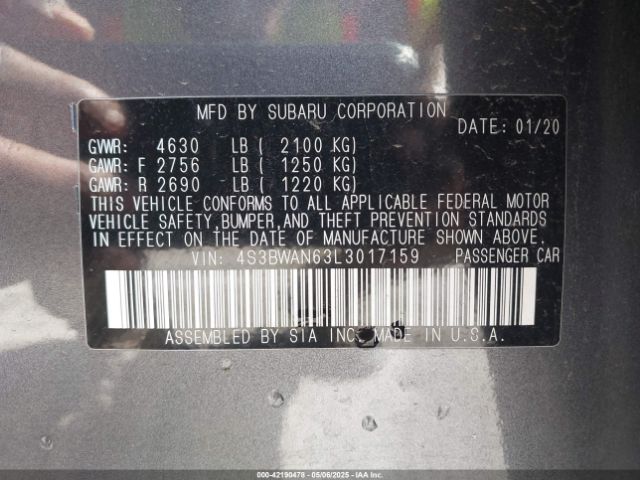 MFD BY SUBARU CORPORATION
DATE: 01/20
GVWR: 4630 LB ( 2100 KG)
GAWR: F 2756 LB ( 1250 KG)
GAWR: R 2690 LB ( 1220 KG)
THIS VEHICLE CONFORMS TO ALL APPLICABLE FEDERAL MOTOR
VEHICLE SAFETY,BUMPER,AND THEFT PREVENTION STANDARDS
IN EFFECT ON THE DATE OF MANUFACTURE SHOWN ABOVE.
VIN: 4S3BWAN63L3017159 PASSENGER CAR
ASSEMBLED BY SIA INC. MADE IN U.S.A.
000-42190478 - 05/06/2025 - IAA Inc.